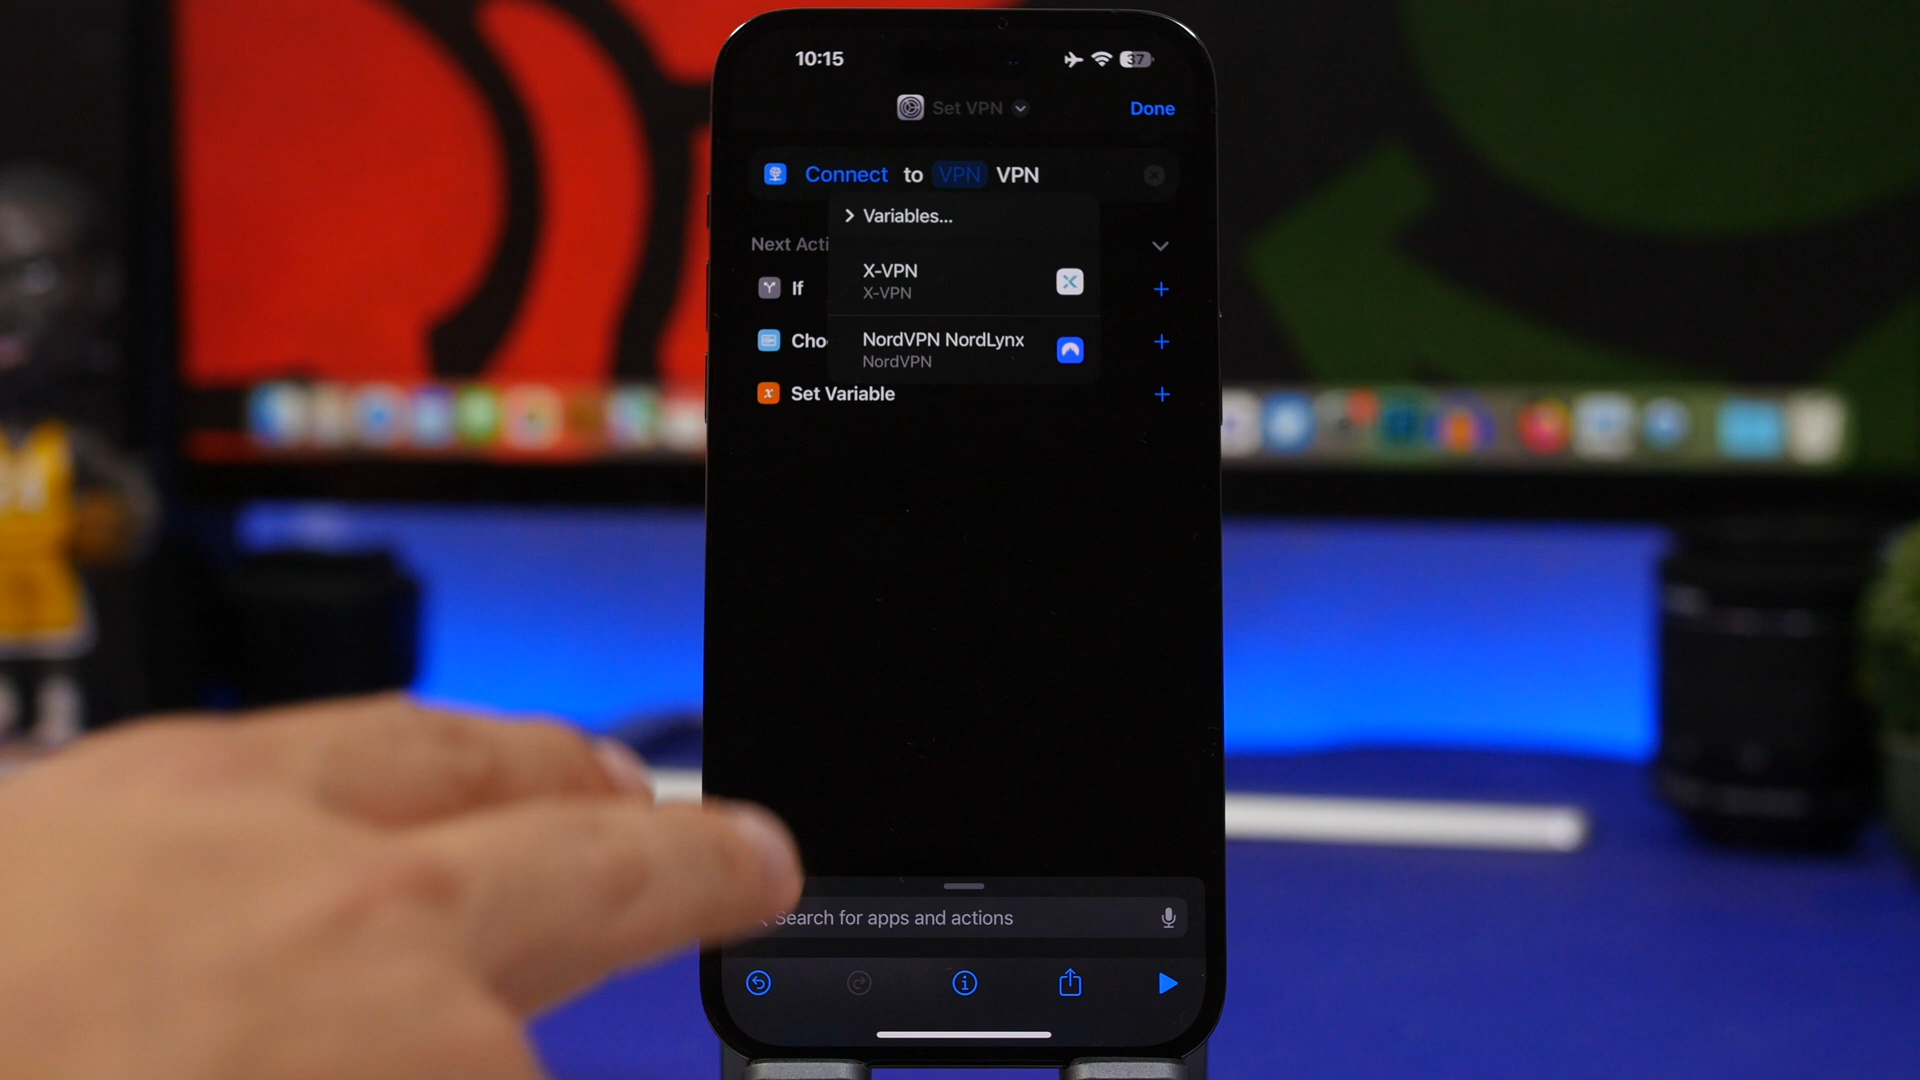 10:15
37
Set VPN
Done
Connect to VPN VPN
Variables...
Next Acti
X-VPN
X-VPN
If
NordVPN NordLynx
NordVPN
Cho
Set Variable
Search for apps and actions